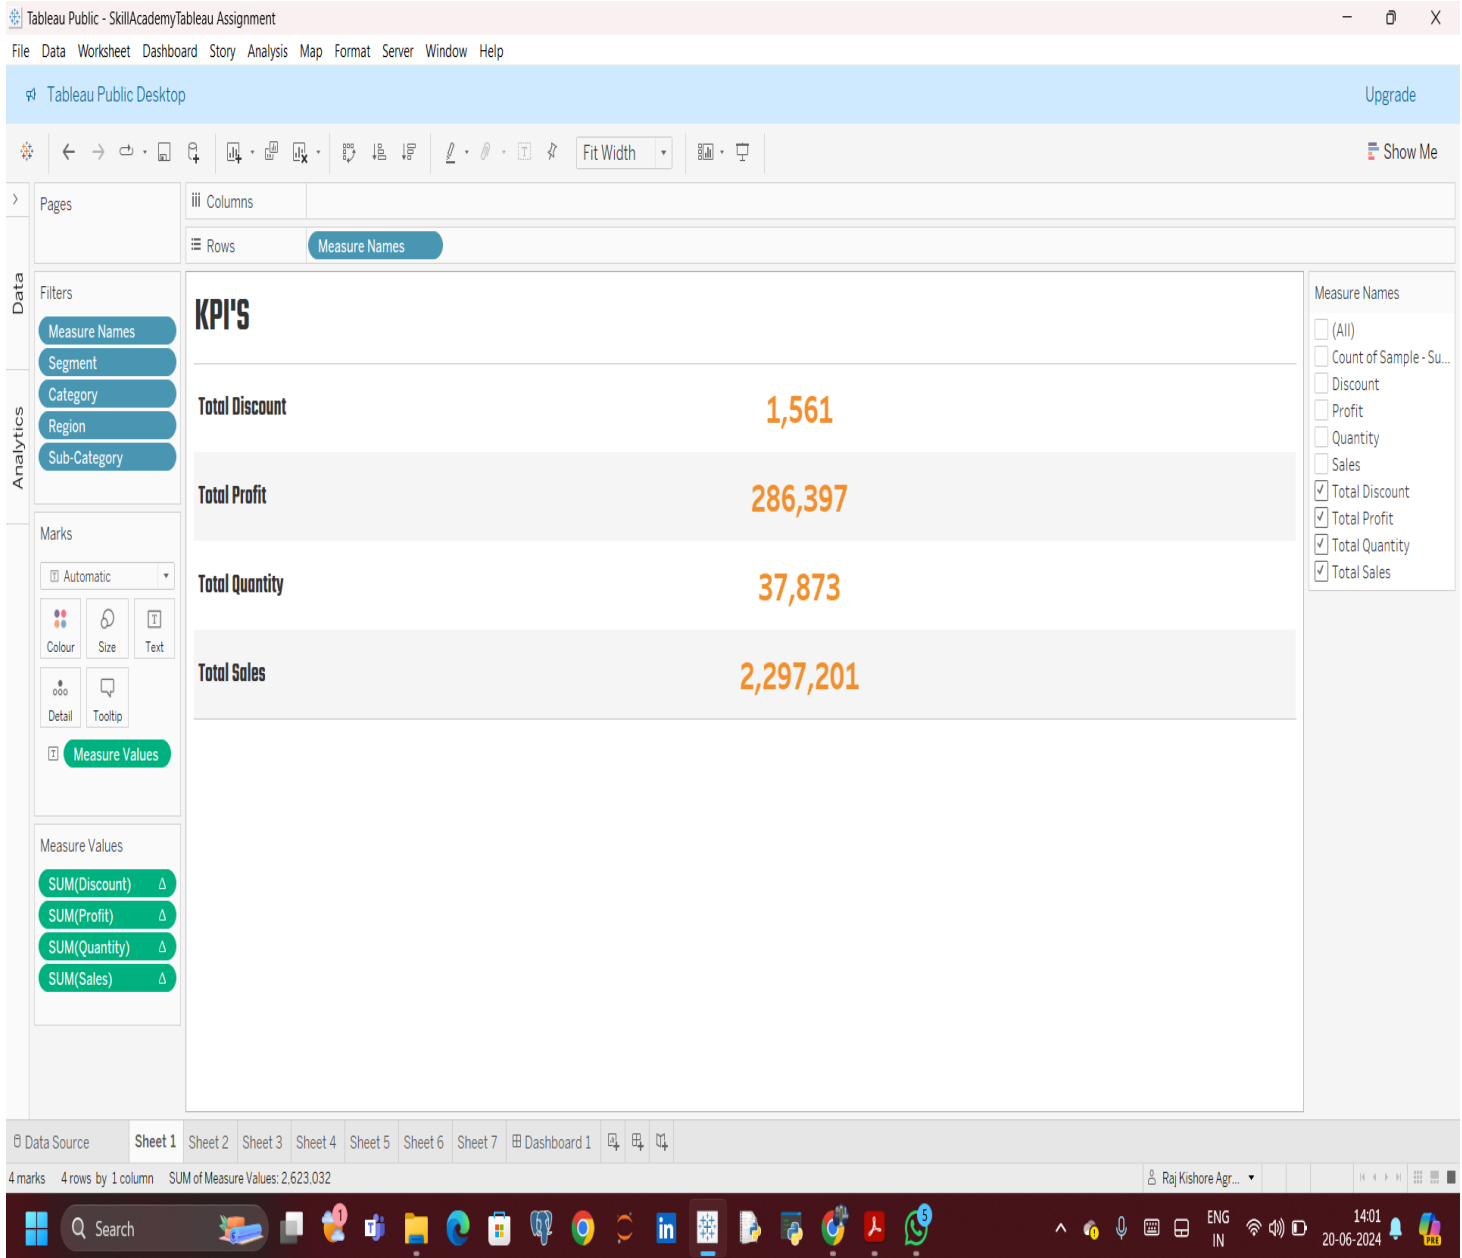 Tableau Public - SkillAcademyTableau Assignment
File Data Worksheet Dashboard Story Analysis Map Format Server Window Help
Tableau Public Desktop Upgrade
Fit Width Show Me
Pages
Columns
Rows Measure Names
Data
Analytics
Filters
Measure Names
Segment
Category
Region
Sub-Category
Marks
Automatic
Colour Size Text
Detail Tooltip
Measure Values
Measure Values
SUM(Discount)
SUM(Profit)
SUM(Quantity)
SUM(Sales)
KPI'S
Total Discount 1,561
Total Profit 286,397
Total Quantity 37,873
Total Sales 2,297,201
Measure Names
(All)
Count of Sample - Su...
Discount
Profit
Quantity
Sales
Total Discount
Total Profit
Total Quantity
Total Sales
Data Source Sheet 1 Sheet 2 Sheet 3 Sheet 4 Sheet 5 Sheet 6 Sheet 7 Dashboard 1
4 marks 4 rows by 1 column SUM of Measure Values: 2,623,032 Raj Kishore Agr...
Search 1 in 5 ENG 14:01
IN 20-06-2024 PRE